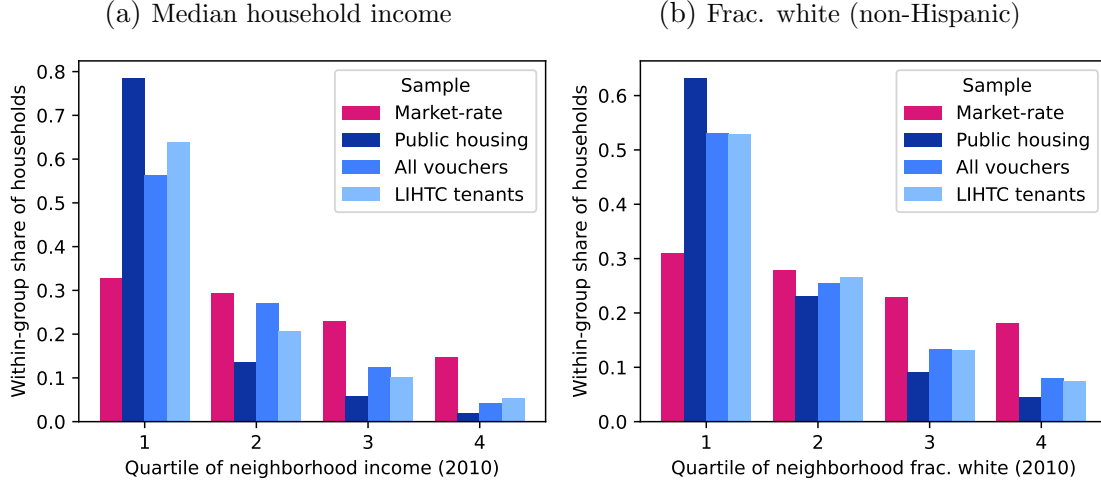 (a) Median household income
Within-group share of households
0.8
0.7
0.6
0.5
0.4
0.3
0.2
0.1
0.0
Sample
Market-rate
Public housing
All vouchers
LIHTC tenants
1 2 3 4
Quartile of neighborhood income (2010)
(b) Frac. white (non-Hispanic)
Within-group share of households
0.6
0.5
0.4
0.3
0.2
0.1
0.0
Sample
Market-rate
Public housing
All vouchers
LIHTC tenants
1 2 3 4
Quartile of neighborhood frac. white (2010)